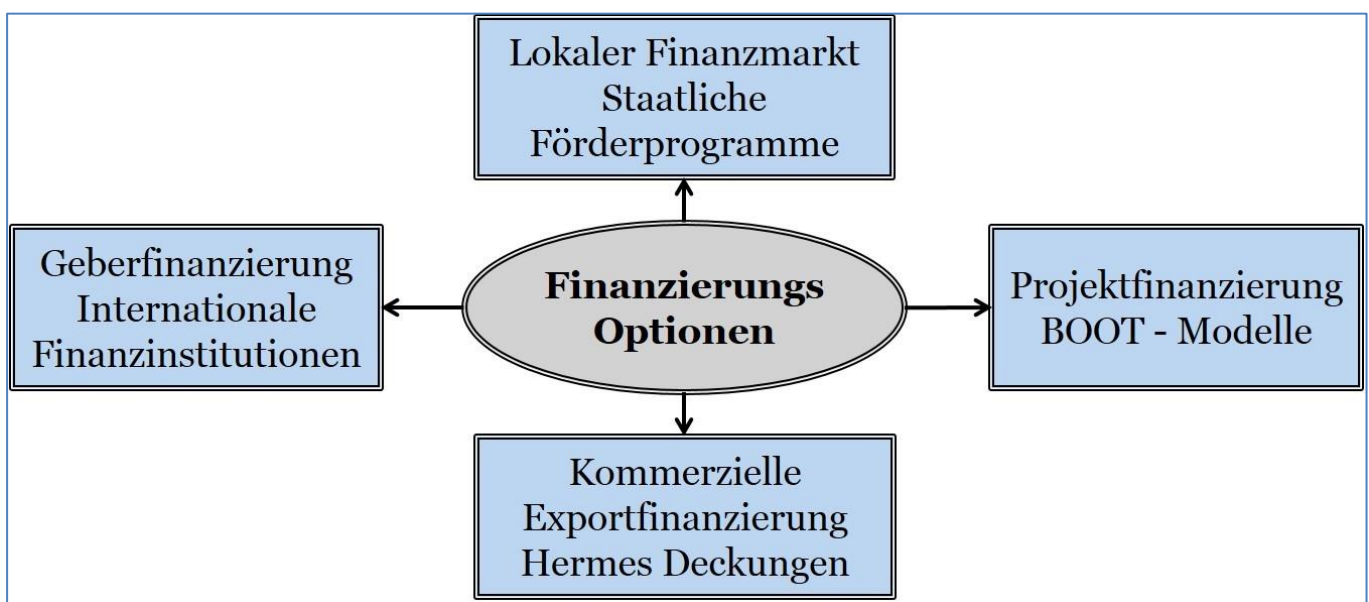 Lokaler Finanzmarkt
Staatliche
Förderprogramme
Geberfinanzierung
Internationale
Finanzinstitutionen
Finanzierungs
Optionen
Projektfinanzierung
BOOT - Modelle
Kommerzielle
Exportfinanzierung
Hermes Deckungen